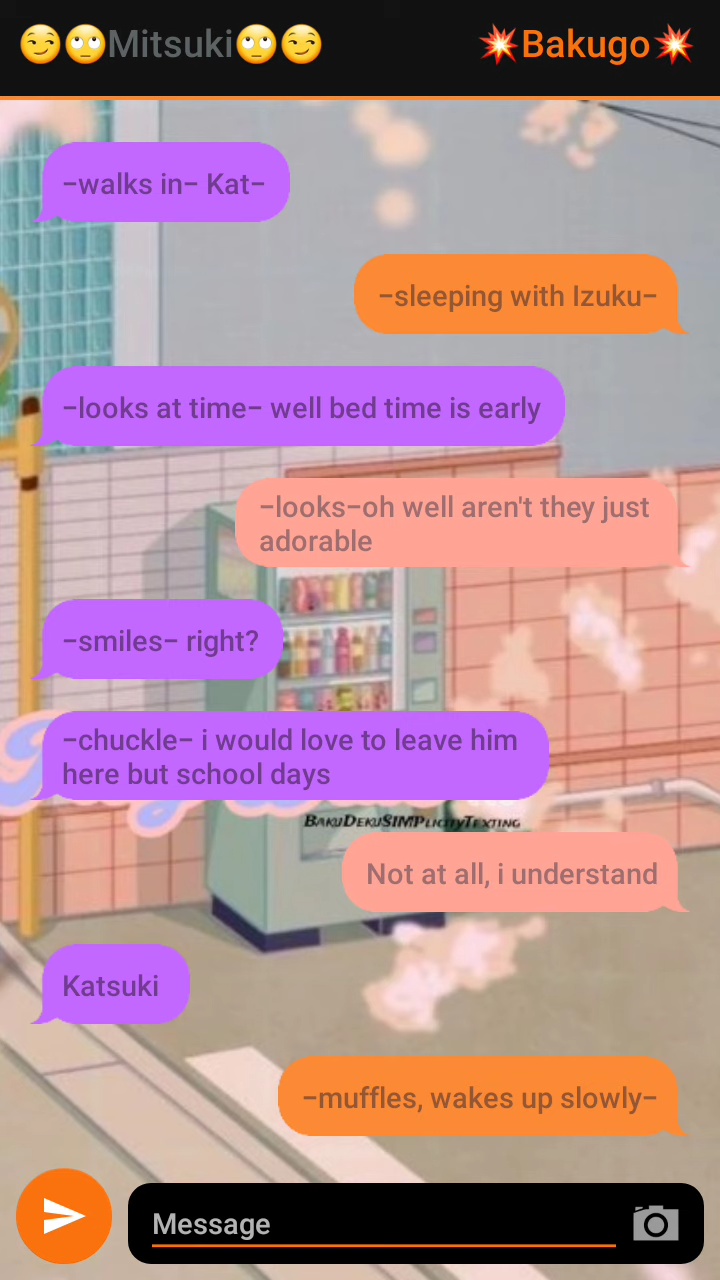 😏🙄Mitsuki🙄😏
💥Bakugo💥
–walks in– Kat–
–sleeping with Izuku–
–looks at time– well bed time is early
–looks–oh well aren't they just
adorable
–smiles– right?
–chuckle– i would love to leave him
here but school days
BAKUDEKUSIMPLICITYTEXTING
Not at all, i understand
Katsuki
–muffles, wakes up slowly–
Message